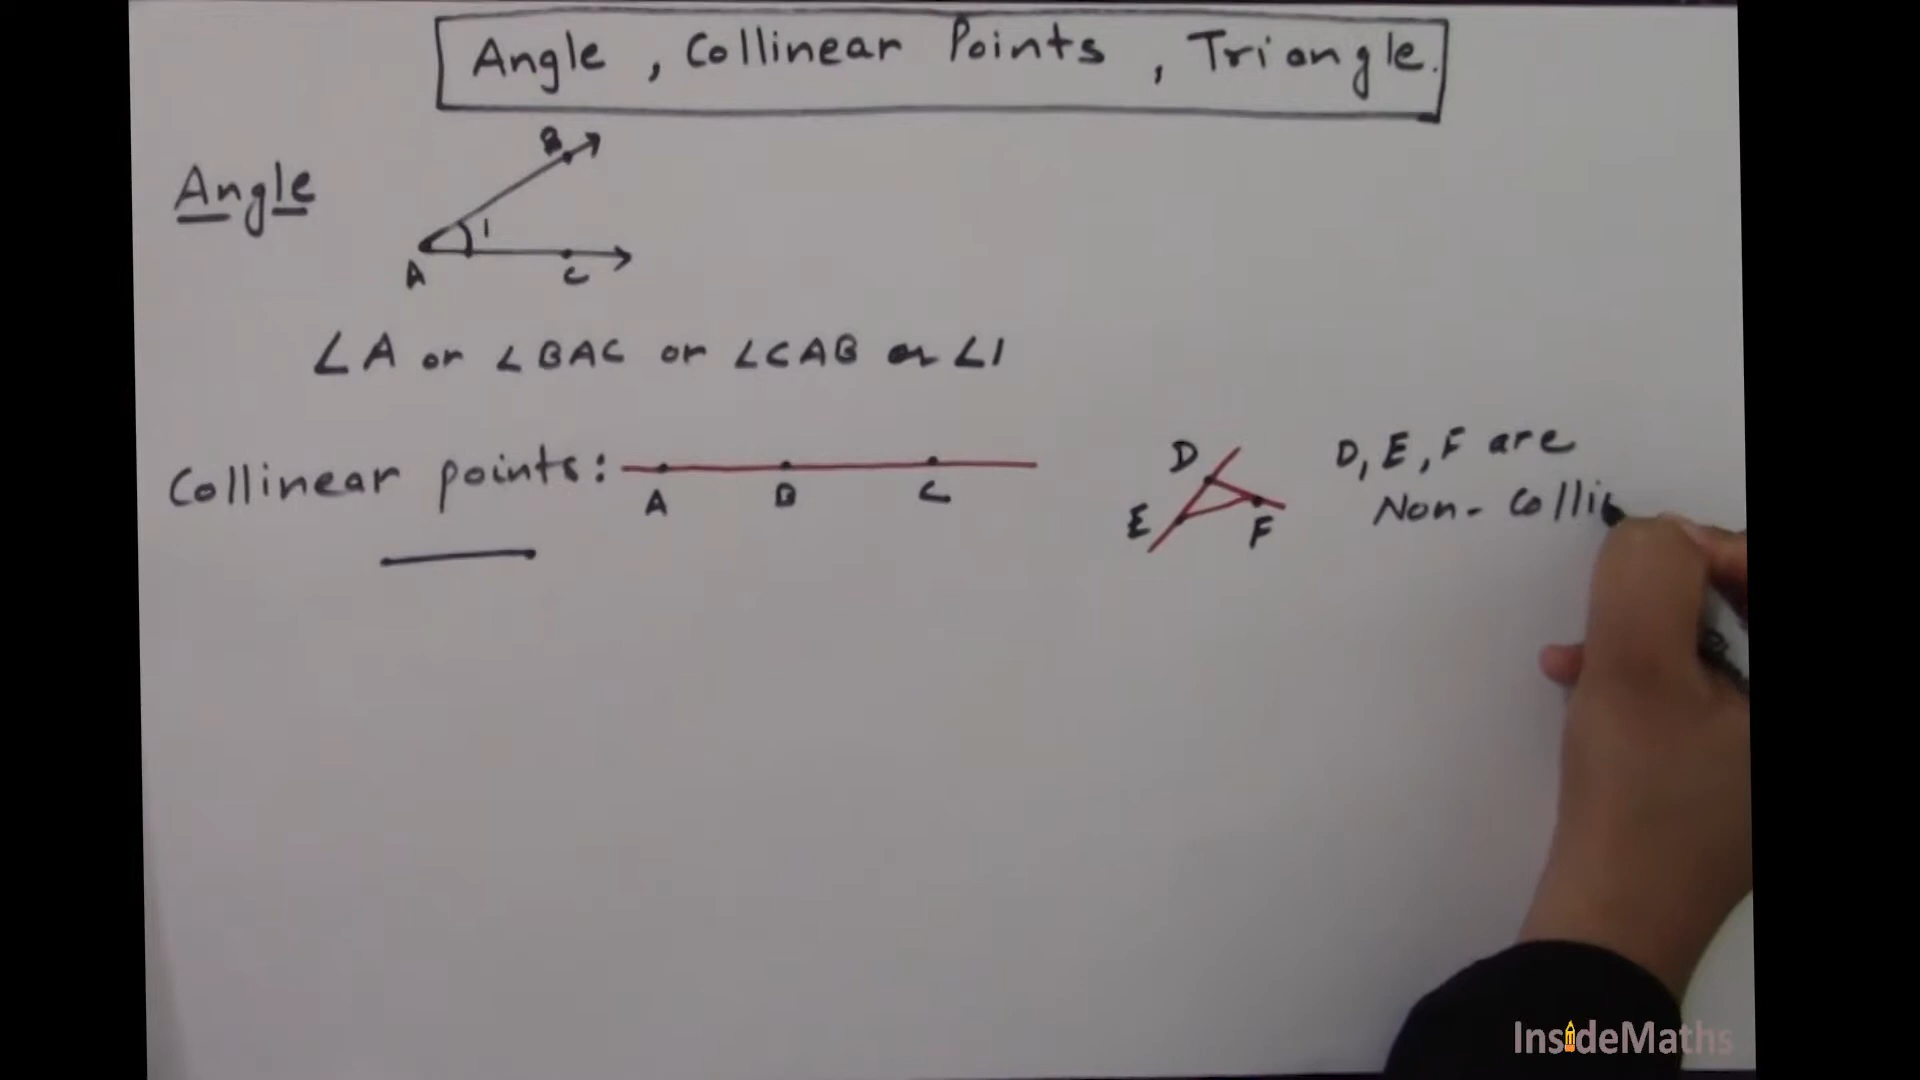 Angle, Collinear Points, Triangle.
Angle
B
1
A
C
∠A or ∠BAC or ∠CAB or ∠1
Collinear points:
A B C
D
E
F
D, E, F are
Non-Colli
InsideMaths